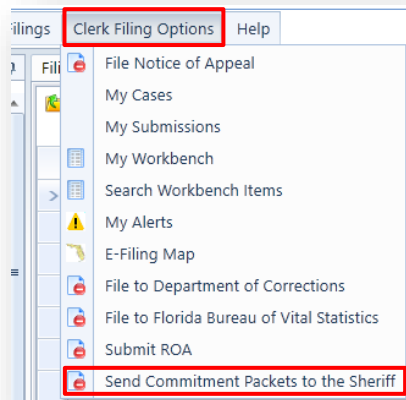 ilings Clerk Filing Options Help
Fili
File Notice of Appeal
My Cases
My Submissions
My Workbench
Search Workbench Items
My Alerts
E-Filing Map
File to Department of Corrections
File to Florida Bureau of Vital Statistics
Submit ROA
Send Commitment Packets to the Sheriff